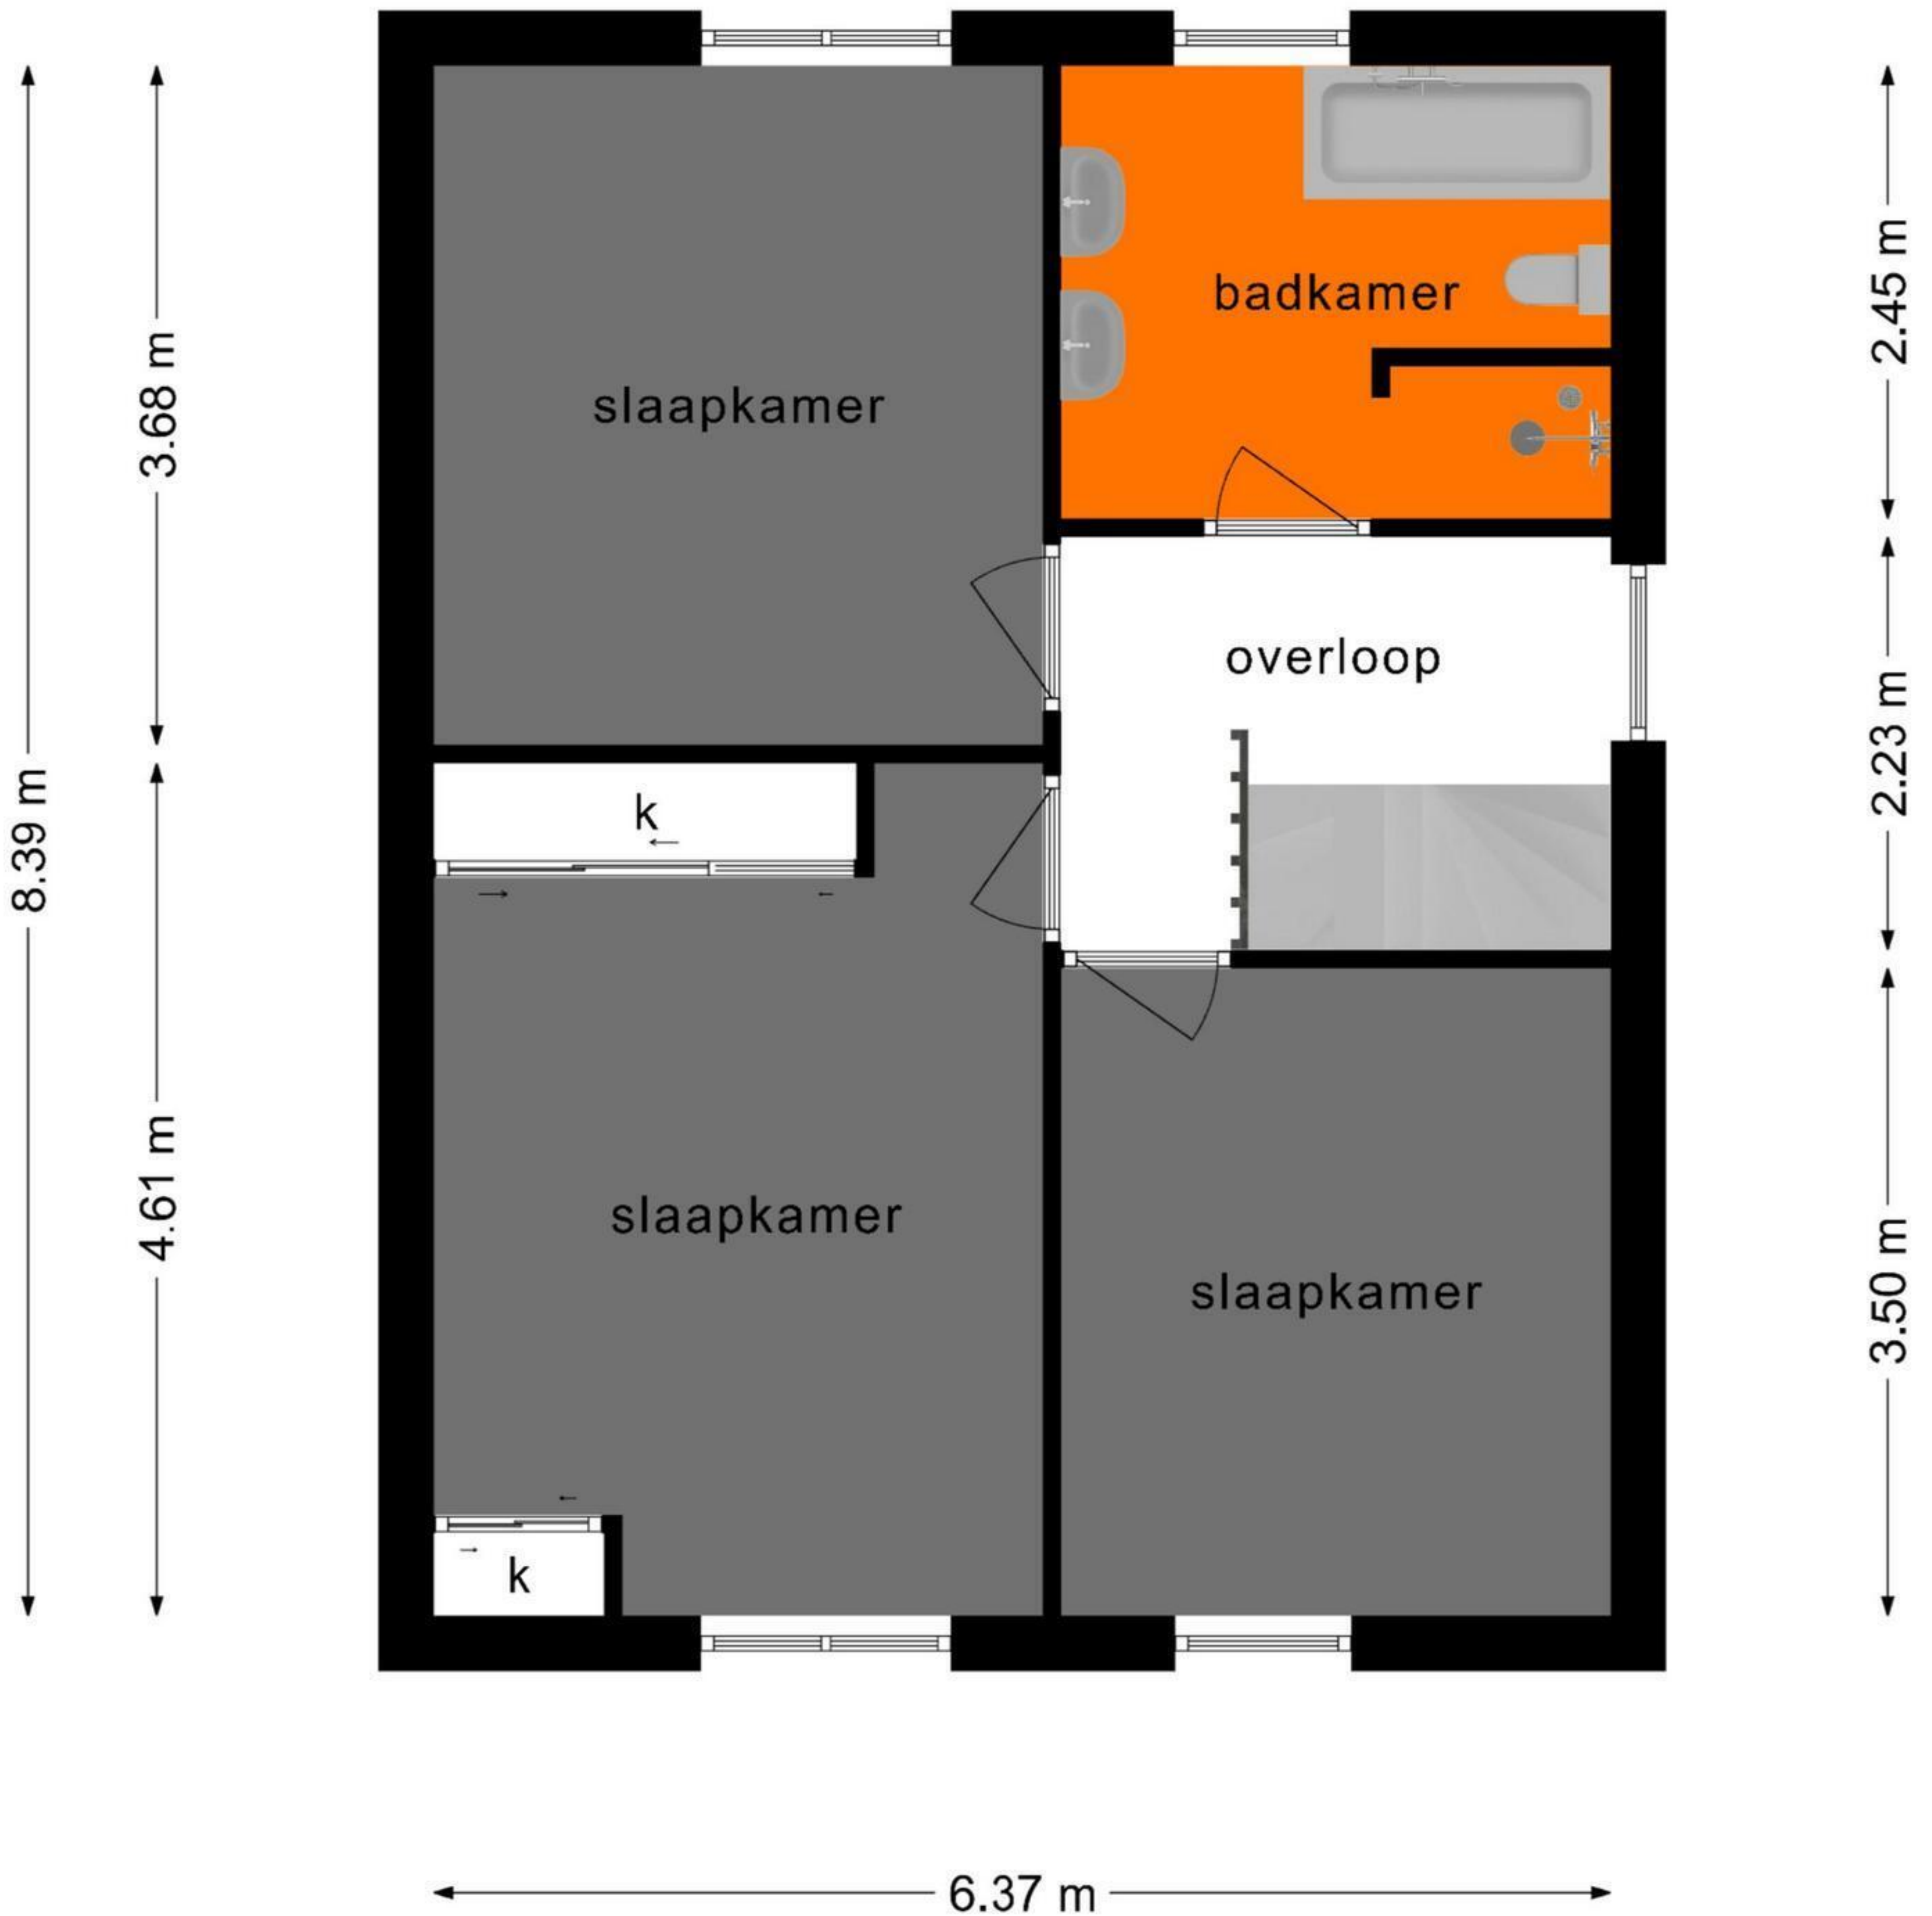 badkamer
2.45 m
3.68 m
slaapkamer
overloop
2.23 m
k
8.39 m
4.61 m
slaapkamer
slaapkamer
3.50 m
k
6.37 m